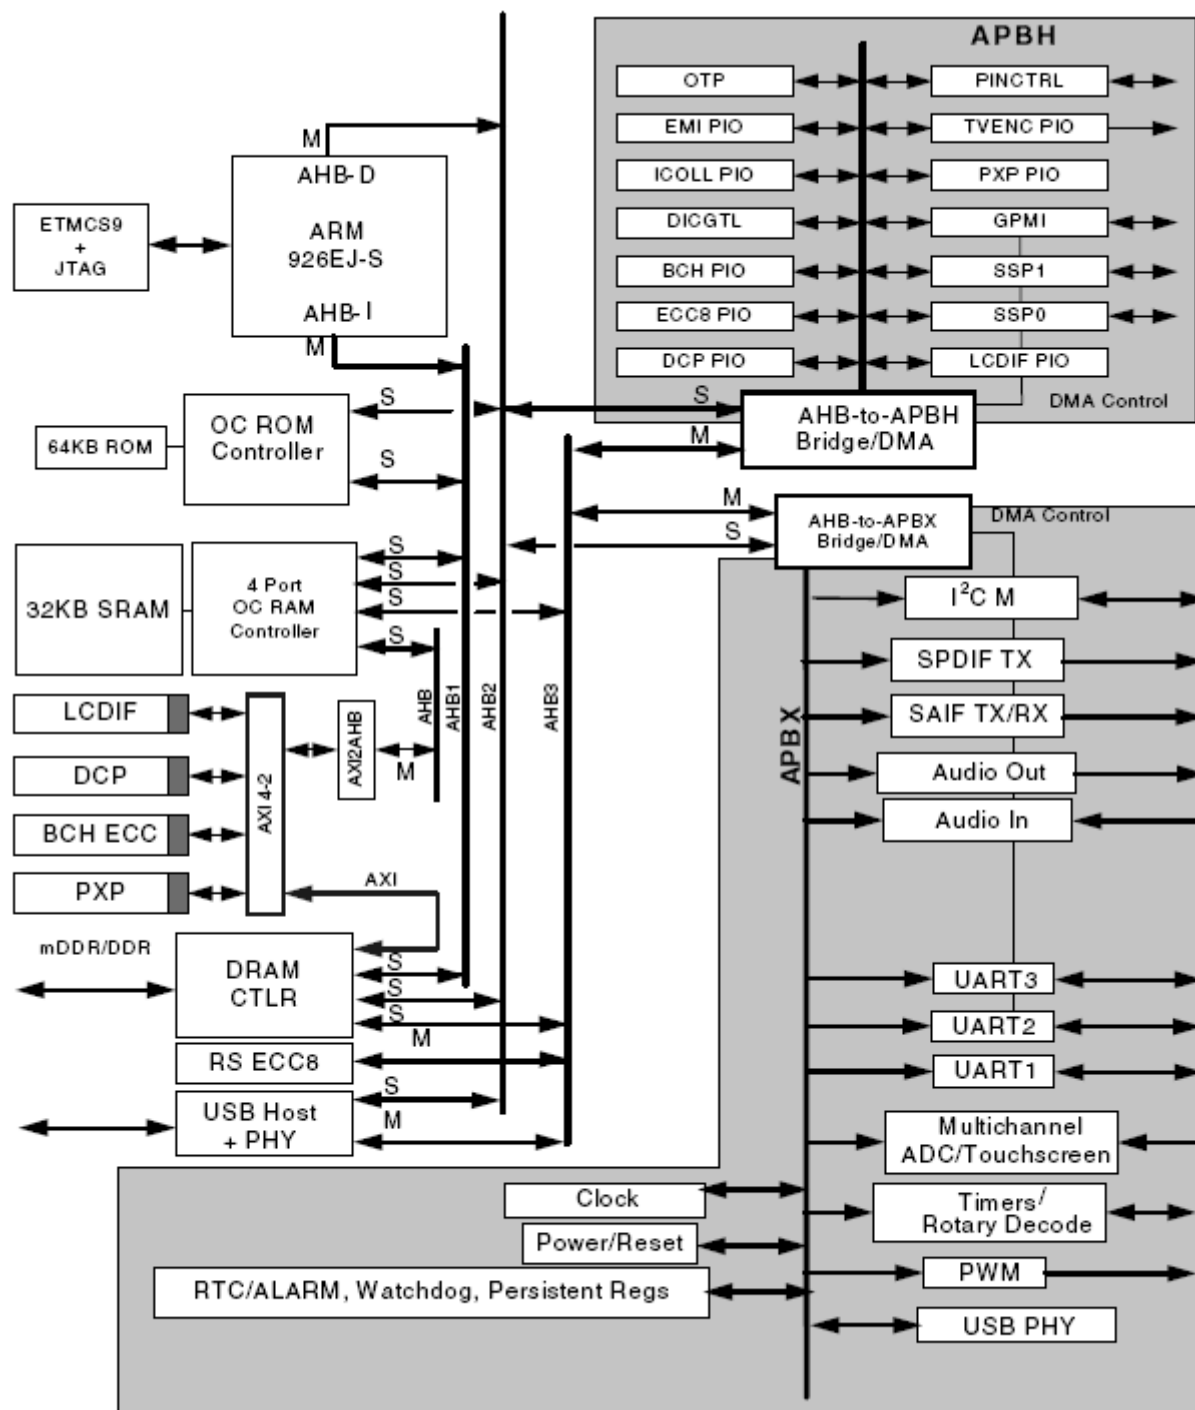 APBH
OTP
PINCTRL
EMI PIO
TVENC PIO
ICOLL PIO
PXP PIO
DICGTL
GPMI
BCH PIO
SSP1
ECC8 PIO
SSP0
DCP PIO
LCDIF PIO
DMA Control
S
AHB-to-APBH
Bridge/DMA
M
M
AHB-D
ARM
926EJ-S
AHB-I
M
ETMCS9
+
JTAG
S
OC ROM
Controller
64KB ROM
S
M
AHB-to-APBX
Bridge/DMA
S
DMA Control
S
S
S
S
4 Port
OC RAM
Controller
32KB SRAM
AHB
AHB1
AHB2
AHB3
LCDIF
DCP
BCH ECC
PXP
AXI 4-2
AXI2AHB
M
AXI
mDDR/DDR
DRAM
CTLR
S
S
S
M
RS ECC8
S
USB Host
+ PHY
M
APBX
I²C M
SPDIF TX
SAIF TX/RX
Audio Out
Audio In
UART3
UART2
UART1
Multichannel
ADC/Touchscreen
Timers/
Rotary Decode
PWM
USB PHY
Clock
Power/Reset
RTC/ALARM, Watchdog, Persistent Regs